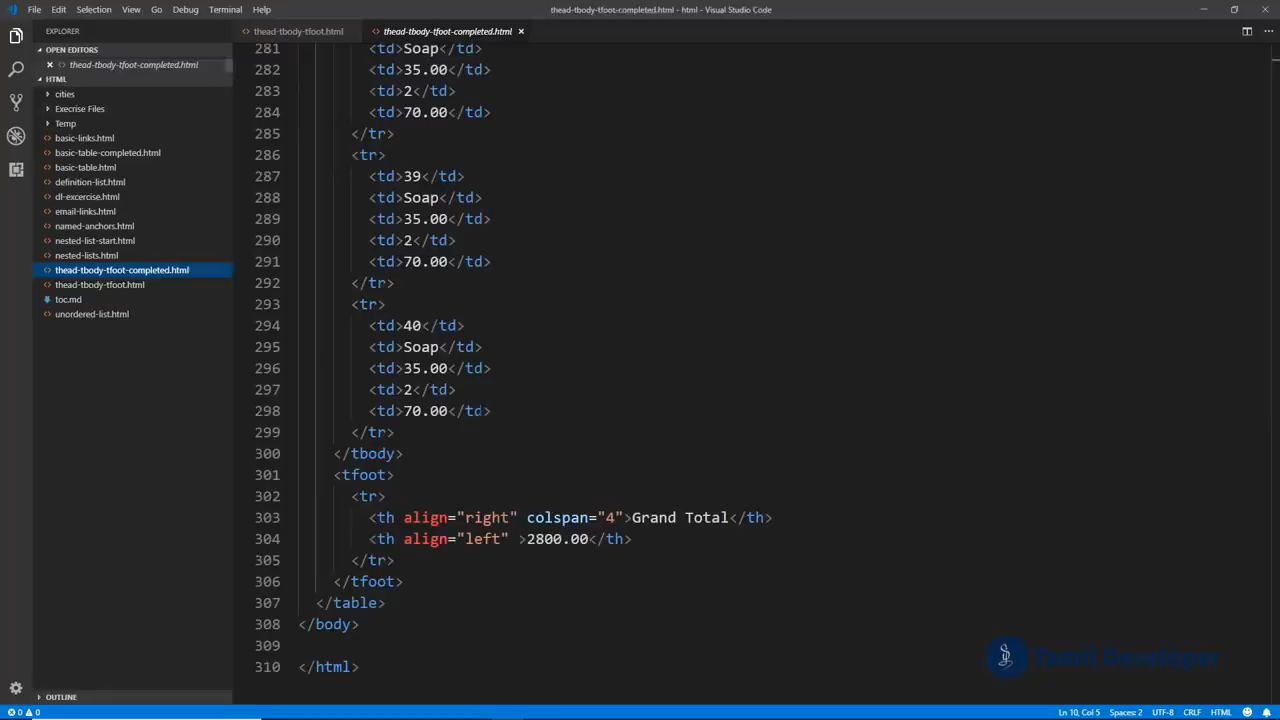 File Edit Selection View Go Debug Terminal Help
thead-tbody-tfoot-completed.html - html - Visual Studio Code
EXPLORER
thead-tbody-tfoot.html
thead-tbody-tfoot-completed.html
OPEN EDITORS
thead-tbody-tfoot-completed.html
HTML
cities
Execrise Files
Temp
basic-links.html
basic-table-completed.html
basic-table.html
definition-list.html
dl-excercise.html
email-links.html
named-anchors.html
nested-list-start.html
nested-lists.html
thead-tbody-tfoot-completed.html
thead-tbody-tfoot.html
toc.md
unordered-list.html
OUTLINE
281 <td>Soap</td>
282 <td>35.00</td>
283 <td>2</td>
284 <td>70.00</td>
285 </tr>
286 <tr>
287 <td>39</td>
288 <td>Soap</td>
289 <td>35.00</td>
290 <td>2</td>
291 <td>70.00</td>
292 </tr>
293 <tr>
294 <td>40</td>
295 <td>Soap</td>
296 <td>35.00</td>
297 <td>2</td>
298 <td>70.00</td>
299 </tr>
300 </tbody>
301 <tfoot>
302 <tr>
303 <th align="right" colspan="4">Grand Total</th>
304 <th align="left" >2800.00</th>
305 </tr>
306 </tfoot>
307 </table>
308 </body>
309
310 </html>
Tamil Developer
0 0
Ln 10, Col 5 Spaces: 2 UTF-8 CRLF HTML